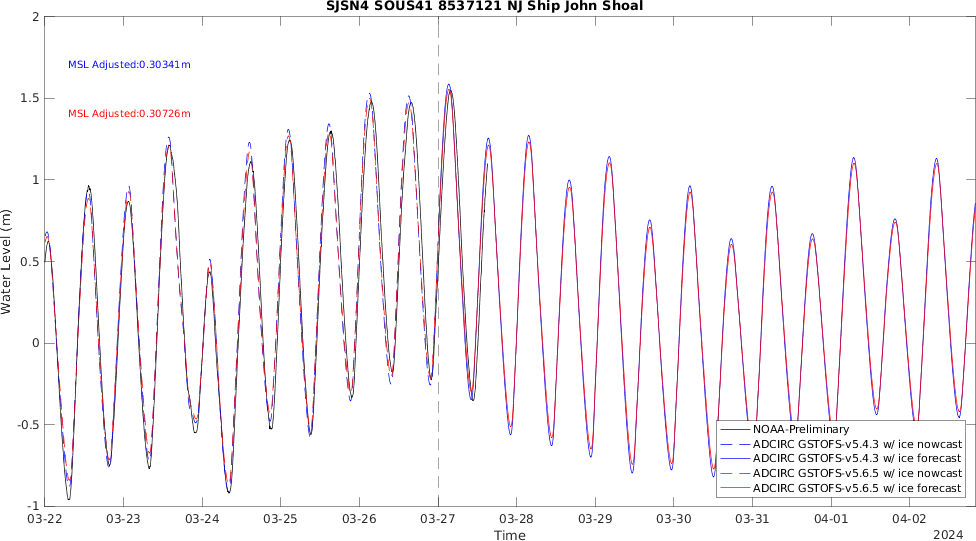 SJSN4 SOUS41 8537121 NJ Ship John Shoal
2
1.5
1
0.5
0
-0.5
-1
Water Level (m)
MSL Adjusted:0.30341m
MSL Adjusted:0.30726m
NOAA-Preliminary
ADCIRC GSTOFS-v5.4.3 w/ ice nowcast
ADCIRC GSTOFS-v5.4.3 w/ ice forecast
ADCIRC GSTOFS-v5.6.5 w/ ice nowcast
ADCIRC GSTOFS-v5.6.5 w/ ice forecast
03-22 03-23 03-24 03-25 03-26 03-27 03-28 03-29 03-30 03-31 04-01 04-02
Time
2024